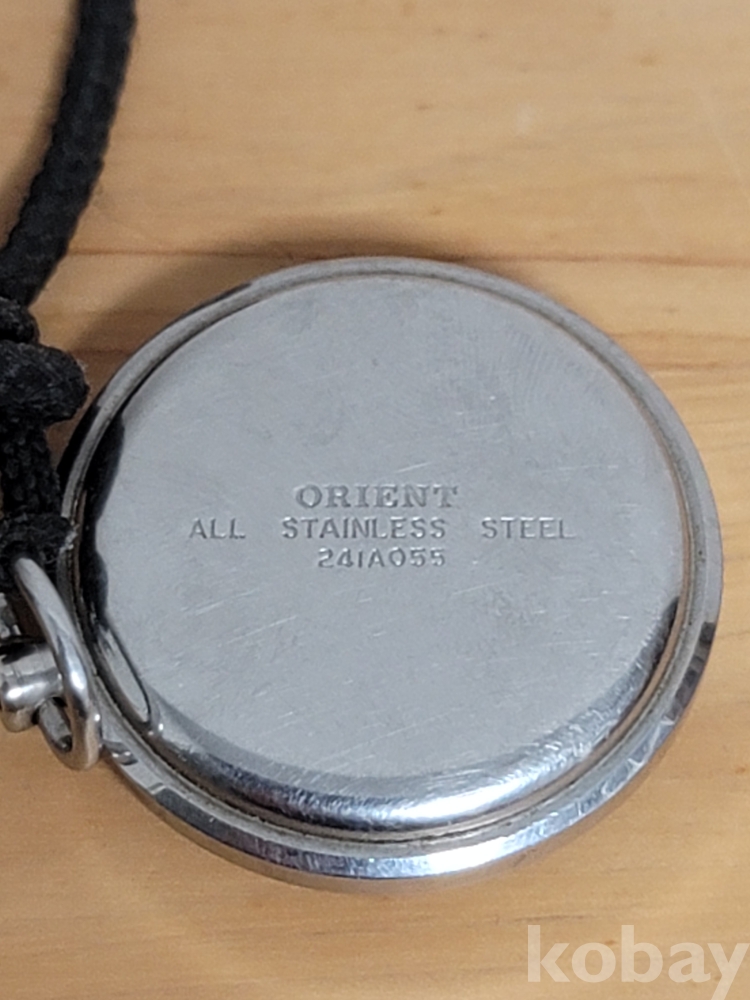 ORIENT
ALL STAINLESS STEEL
241A055
kobay